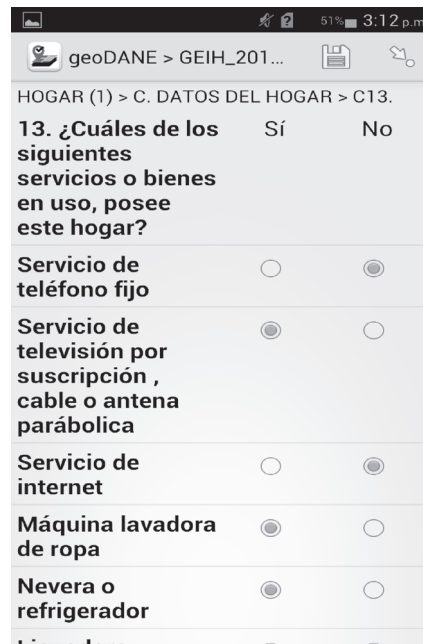 51% 3:12 p.m
geoDANE > GEIH_201...
HOGAR (1) > C. DATOS DEL HOGAR > C13.
13. ¿Cuáles de los Sí No
siguientes
servicios o bienes
en uso, posee
este hogar?
Servicio de
teléfono fijo
Servicio de
televisión por
suscripción ,
cable o antena
parábolica
Servicio de
internet
Máquina lavadora
de ropa
Nevera o
refrigerador